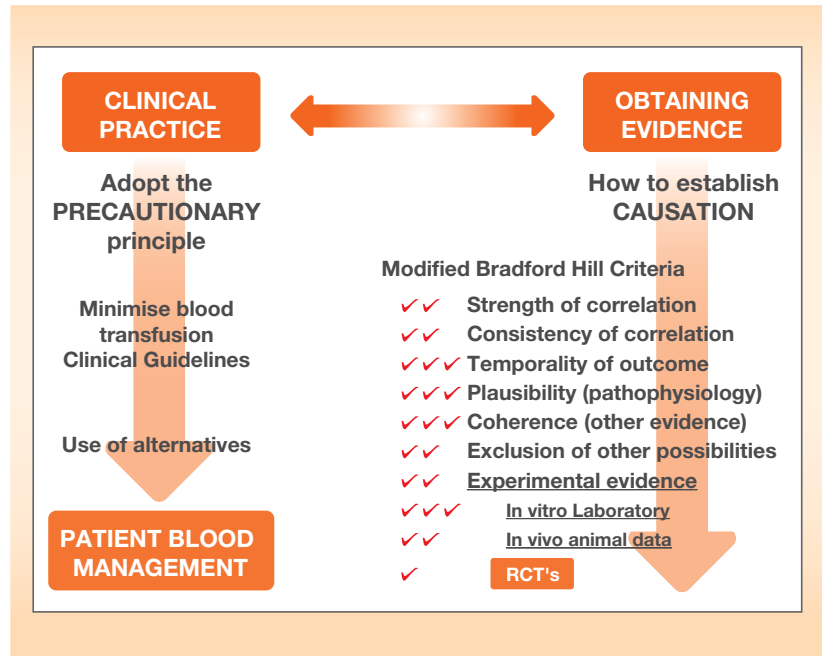 CLINICAL
PRACTICE
Adopt the
PRECAUTIONARY
principle
Minimise blood
transfusion
Clinical Guidelines
Use of alternatives
PATIENT BLOOD
MANAGEMENT
OBTAINING
EVIDENCE
How to establish
CAUSATION
Modified Bradford Hill Criteria
✓✓ Strength of correlation
✓✓ Consistency of correlation
✓✓✓ Temporality of outcome
✓✓✓ Plausibility (pathophysiology)
✓✓✓ Coherence (other evidence)
✓✓ Exclusion of other possibilities
✓✓ Experimental evidence
✓✓✓ In vitro Laboratory
✓✓ In vivo animal data
✓ RCT's